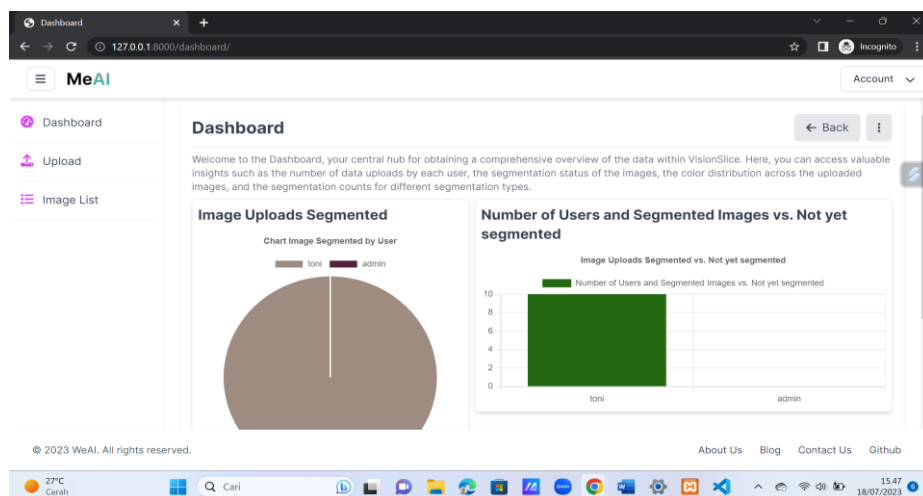 Dashboard
127.0.0.1:8000/dashboard/
Incognito
MeAI
Account
Dashboard
Upload
Image List
Dashboard
← Back
Welcome to the Dashboard, your central hub for obtaining a comprehensive overview of the data within VisionSlice. Here, you can access valuable
insights such as the number of data uploads by each user, the segmentation status of the images, the color distribution across the uploaded
images, and the segmentation counts for different segmentation types.
Image Uploads Segmented
Chart Image Segmented by User
toni admin
Number of Users and Segmented Images vs. Not yet
segmented
Image Uploads Segmented vs. Not yet segmented
Number of Users and Segmented Images vs. Not yet segmented
10
8
6
4
2
0
toni admin
© 2023 WeAI. All rights reserved.
About Us Blog Contact Us Github
27°C
Cerah
Cari
15.47
18/07/2023
6